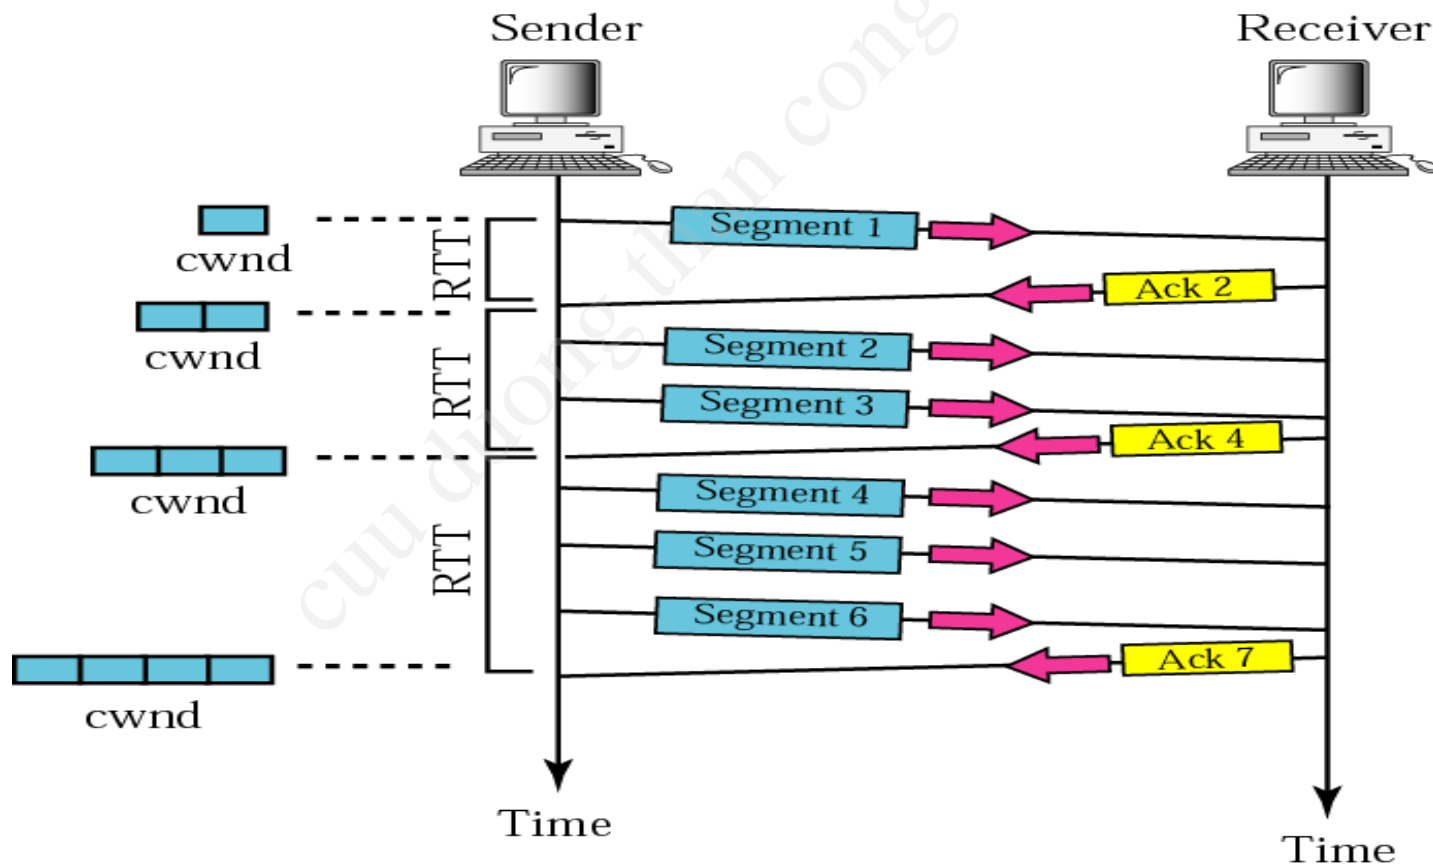 Sender
Receiver
Segment 1
cwnd
RTT
Ack 2
Segment 2
cwnd
RTT
Segment 3
Ack 4
Segment 4
cwnd
RTT
Segment 5
Segment 6
Ack 7
cwnd
Time
Time
cuu duong than cong